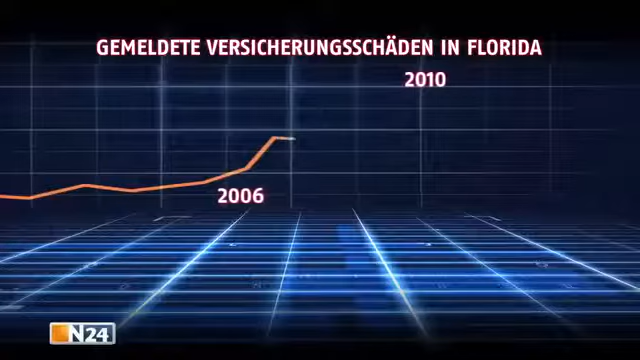 GEMELDETE VERSICHERUNGSSCHÄDEN IN FLORIDA
2010
2006
N24